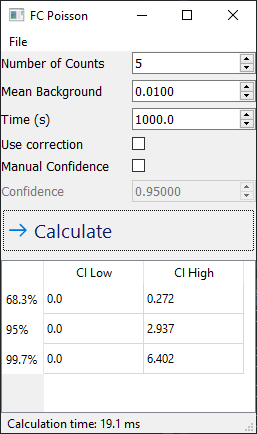 FC Poisson
File
Number of Counts 5
Mean Background 0.0100
Time (s) 1000.0
Use correction
Manual Confidence
Confidence 0.95000
→ Calculate
CI Low CI High
68.3% 0.0 0.272
95% 0.0 2.937
99.7% 0.0 6.402
Calculation time: 19.1 ms